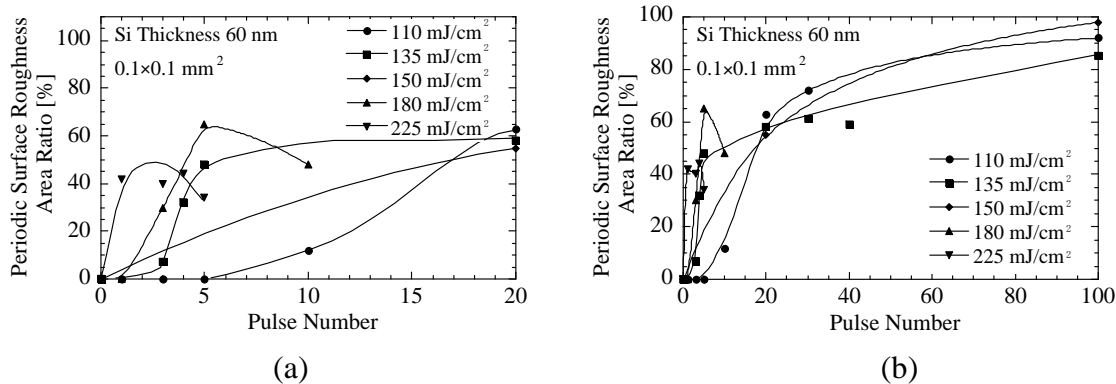 Periodic Surface Roughness
Area Ratio [%]
100
80
60
40
20
0
Si Thickness 60 nm
0.1×0.1 mm²
110 mJ/cm²
135 mJ/cm²
150 mJ/cm²
180 mJ/cm²
225 mJ/cm²
0
5
10
15
20
Pulse Number
(a)
Periodic Surface Roughness
Area Ratio [%]
100
80
60
40
20
0
Si Thickness 60 nm
0.1×0.1 mm²
110 mJ/cm²
135 mJ/cm²
150 mJ/cm²
180 mJ/cm²
225 mJ/cm²
0
20
40
60
80
100
Pulse Number
(b)